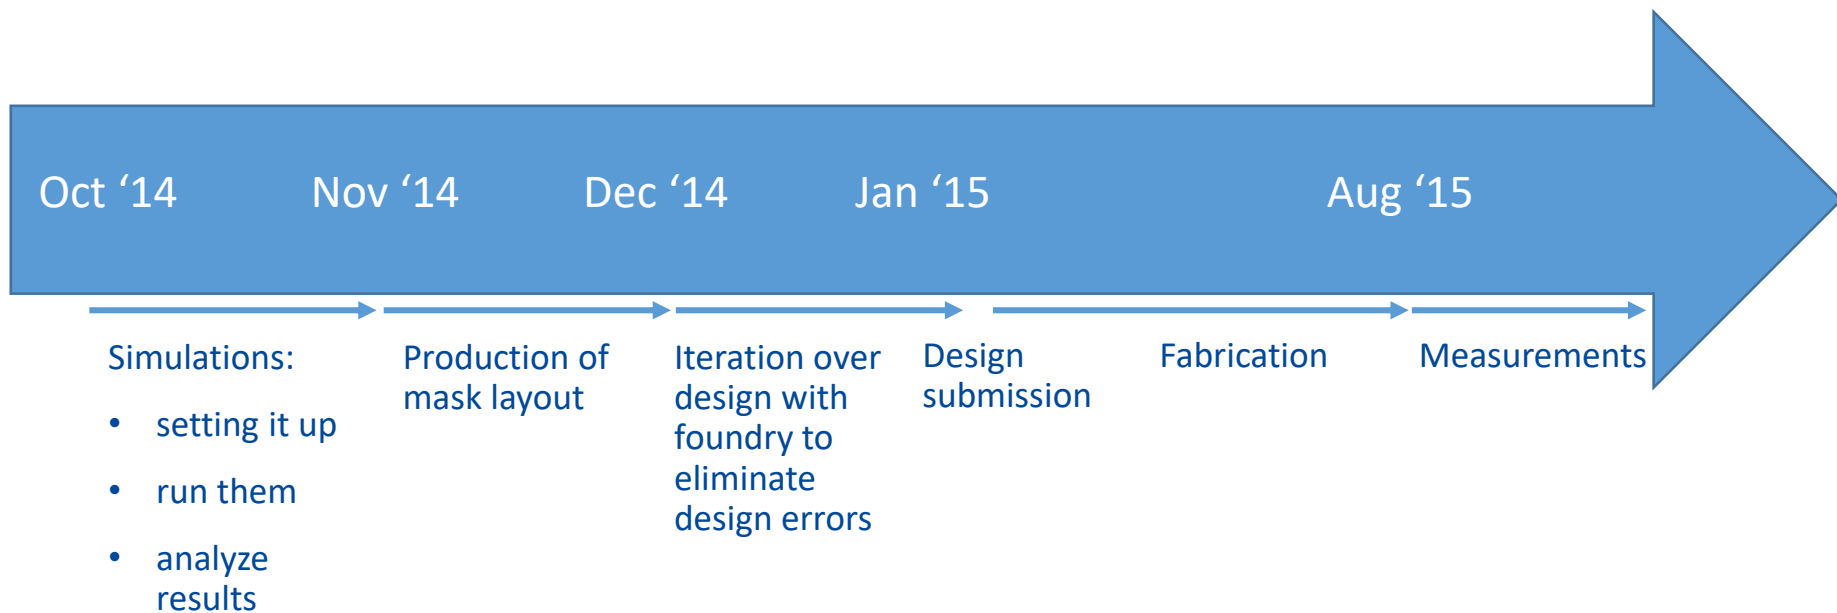 Oct ‘14
Nov ‘14
Dec ‘14
Jan ‘15
Aug ‘15
Simulations:
• setting it up
• run them
• analyze
results
Production of
mask layout
Iteration over
design with
foundry to
eliminate
design errors
Design
submission
Fabrication
Measurements